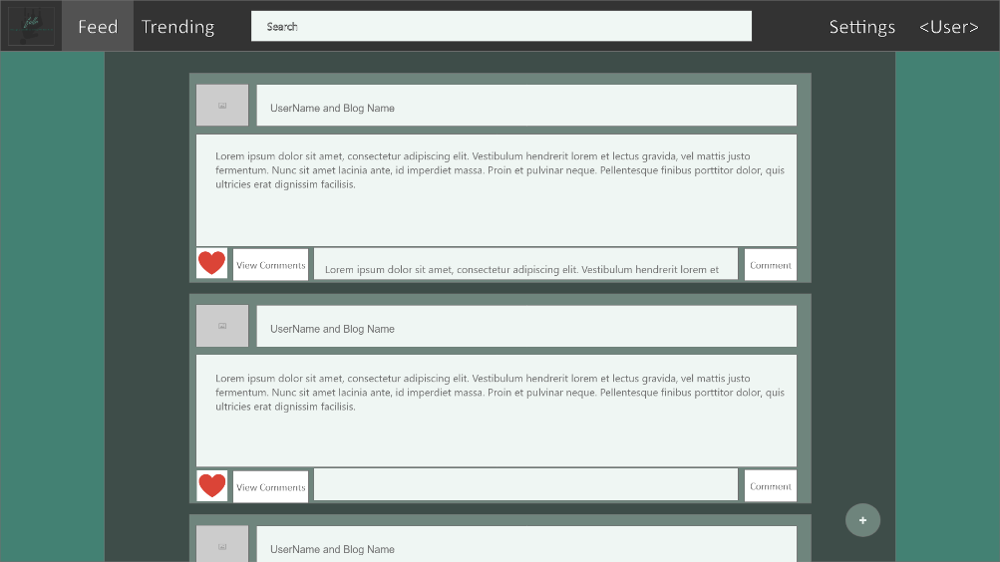 Feed
Trending
Search
Settings
<User>
UserName and Blog Name
Lorem ipsum dolor sit amet, consectetur adipiscing elit. Vestibulum hendrerit lorem et lectus gravida, vel mattis justo
fermentum. Nunc sit amet lacinia ante, id imperdiet massa. Proin et pulvinar neque. Pellentesque finibus porttitor dolor, quis
ultricies erat dignissim facilisis.
View Comments
Lorem ipsum dolor sit amet, consectetur adipiscing elit. Vestibulum hendrerit lorem et
Comment
UserName and Blog Name
Lorem ipsum dolor sit amet, consectetur adipiscing elit. Vestibulum hendrerit lorem et lectus gravida, vel mattis justo
fermentum. Nunc sit amet lacinia ante, id imperdiet massa. Proin et pulvinar neque. Pellentesque finibus porttitor dolor, quis
ultricies erat dignissim facilisis.
View Comments
Comment
+
UserName and Blog Name